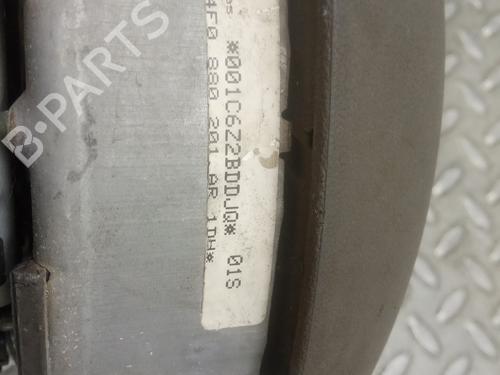 *001C6Z2BDDJQ* 01S
4F0 880 201 AR 1DH*
B-PARTS